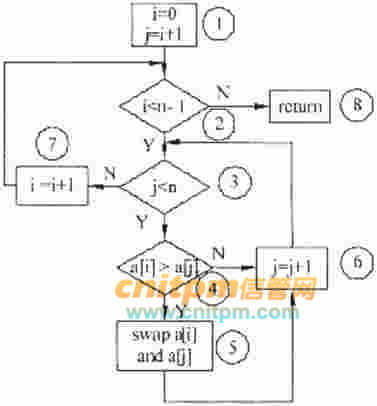 i=0
j=i+1
1
i<n-1
N
return
8
2
Y
7
N
j<n
3
i =i+1
Y
a[i] > a[j]
N
j=j+1
6
4
cnitpm信管网
www.cnitpm.com
Y
swap a[i]
and a[j]
5